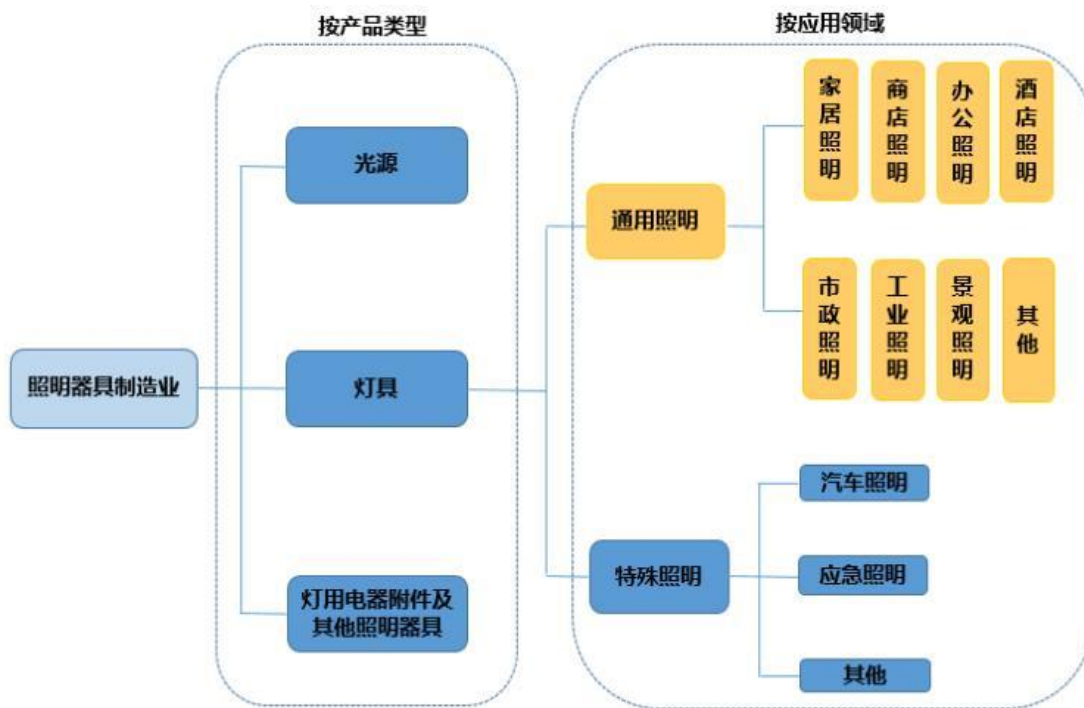 按产品类型
按应用领域
照明器具制造业
光源
灯具
灯用电器附件及
其他照明器具
通用照明
家居照明
商店照明
办公照明
酒店照明
市政照明
工业照明
景观照明
其他
特殊照明
汽车照明
应急照明
其他